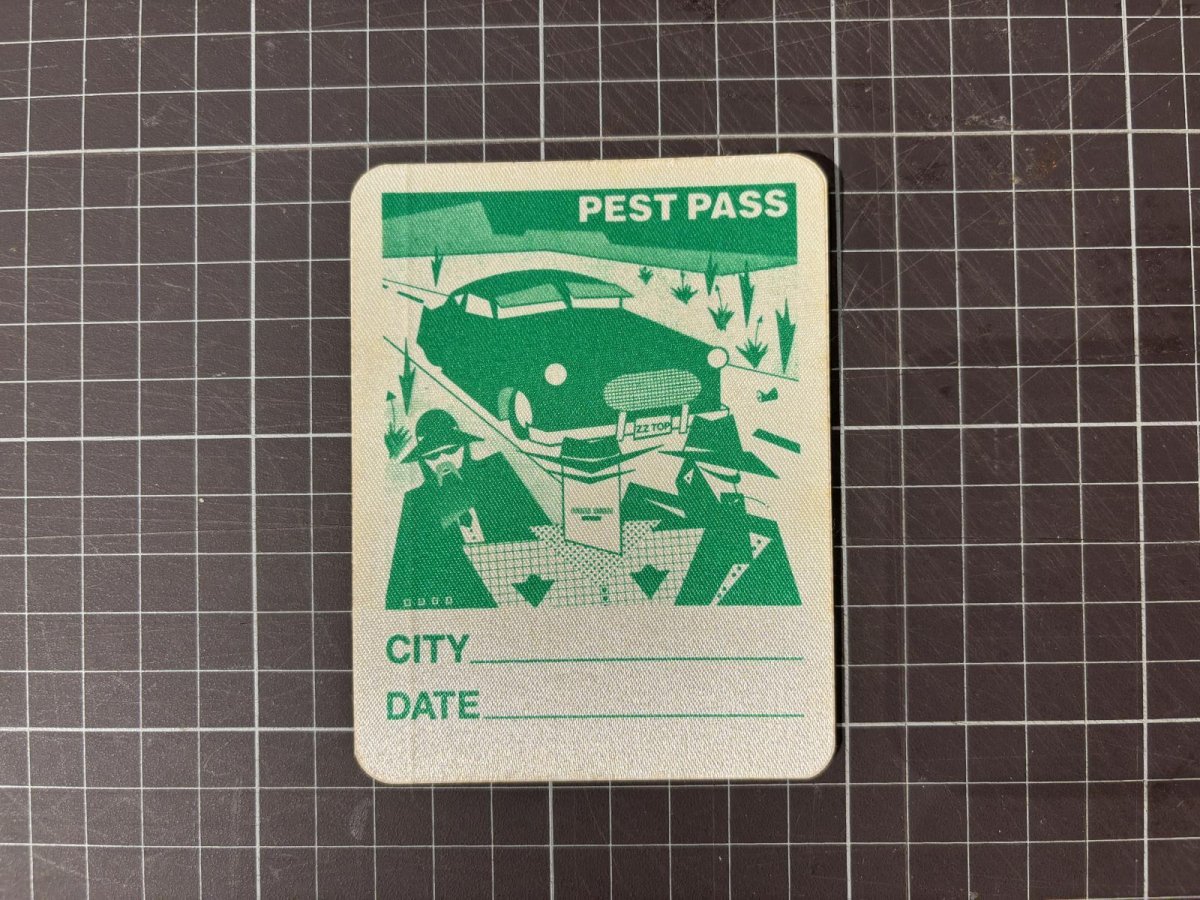 PEST PASS
ZZ TOP
CITY
DATE